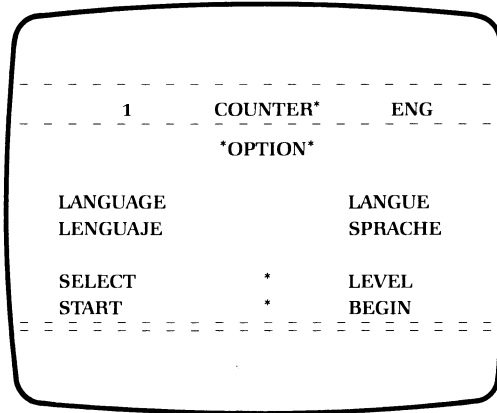 1 COUNTER* ENG
*OPTION*
LANGUAGE LANGUE
LENGUAJE SPRACHE
SELECT * LEVEL
START * BEGIN